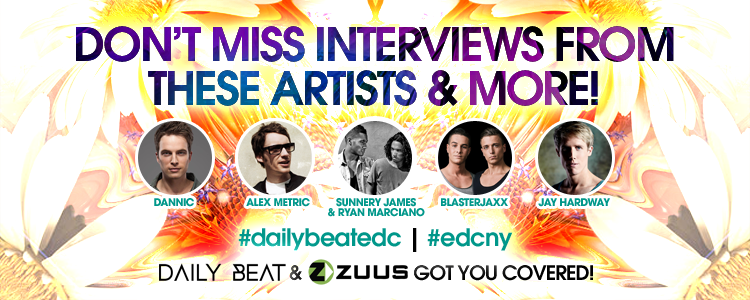 DON'T MISS INTERVIEWS FROM
THESE ARTISTS & MORE!
DANNIC
ALEX METRIC
SUNNERY JAMES
& RYAN MARCIANO
BLASTERJAXX
JAY HARDWAY
#dailybeatedc | #edcny
DAILY BEAT & ZUUS GOT YOU COVERED!